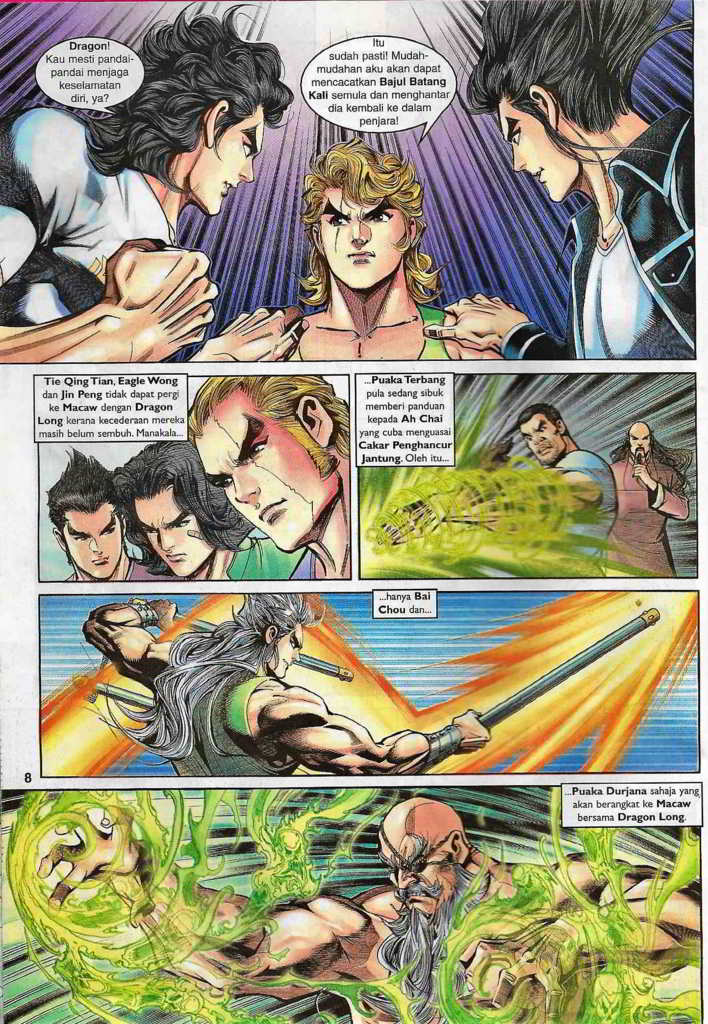 Dragon!
Kau mesti pandai-
pandai menjaga
keselamatan
diri, ya?
Itu
sudah pasti! Mudah-
mudahan aku akan dapat
mencacatkan Bajul Batang
Kali semula dan menghantar
dia kembali ke dalam
penjara!
Tie Qing Tian, Eagle Wong
dan Jin Peng tidak dapat pergi
ke Macaw dengan Dragon
Long kerana kecederaan mereka
masih belum sembuh. Manakala...
...Puaka Terbang
pula sedang sibuk
memberi panduan
kepada Ah Chai
yang cuba menguasai
Cakar Penghancur
Jantung. Oleh itu...
...hanya Bai
Chou dan...
8
...Puaka Durjana sahaja yang
akan berangkat ke Macaw
bersama Dragon Long.